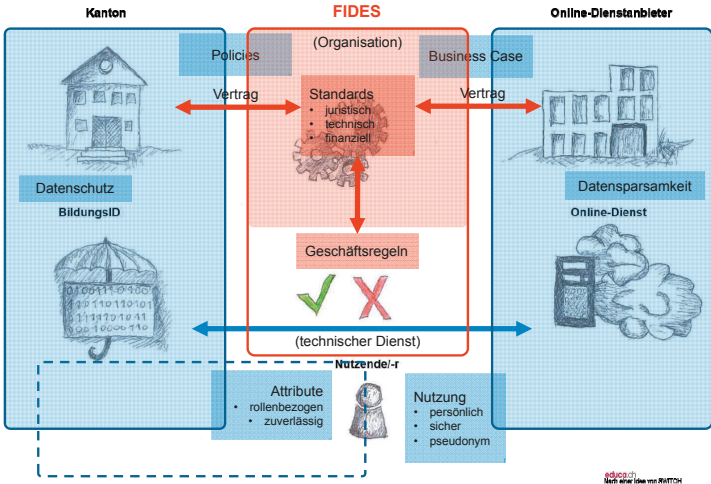 Kanton
FIDES
Online-Dienstanbieter
(Organisation)
Policies
Business Case
Vertrag
Standards
• juristisch
• technisch
• finanziell
Vertrag
Datenschutz
Datensparsamkeit
BildungsID
Online-Dienst
Geschäftsregeln
(technischer Dienst)
Nutzende/-r
Attribute
• rollenbezogen
• zuverlässig
Nutzung
• persönlich
• sicher
• pseudonym
educa.ch
Nach einer Idee von SWITCH